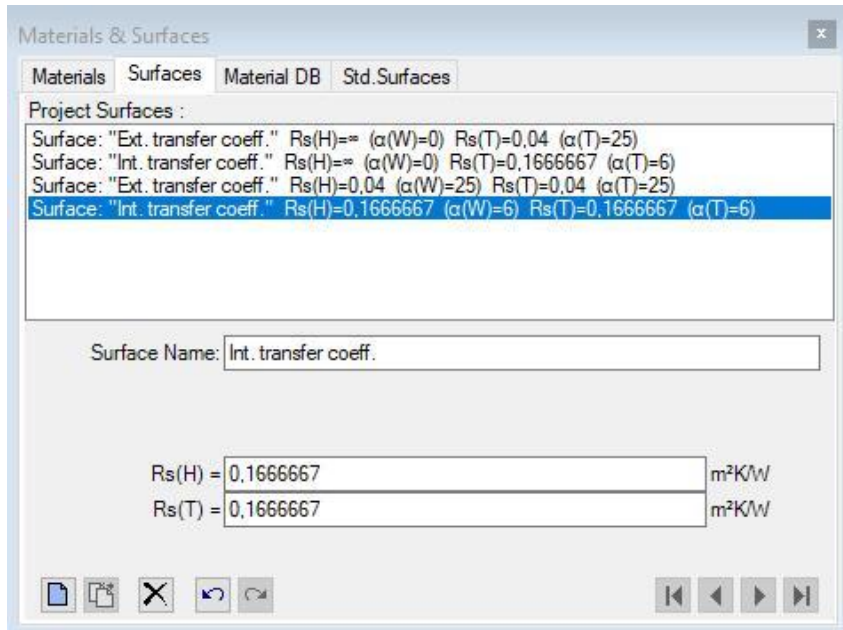 Materials & Surfaces
x
Materials Surfaces Material DB Std.Surfaces
Project Surfaces :
Surface: "Ext. transfer coeff." Rs(H)=∞ (α(W)=0) Rs(T)=0,04 (α(T)=25)
Surface: "Int. transfer coeff." Rs(H)=∞ (α(W)=0) Rs(T)=0,1666667 (α(T)=6)
Surface: "Ext. transfer coeff." Rs(H)=0,04 (α(W)=25) Rs(T)=0,04 (α(T)=25)
Surface: "Int. transfer coeff." Rs(H)=0,1666667 (α(W)=6) Rs(T)=0,1666667 (α(T)=6)
Surface Name: Int. transfer coeff.
Rs(H) = 0,1666667 m²K/W
Rs(T) = 0,1666667 m²K/W